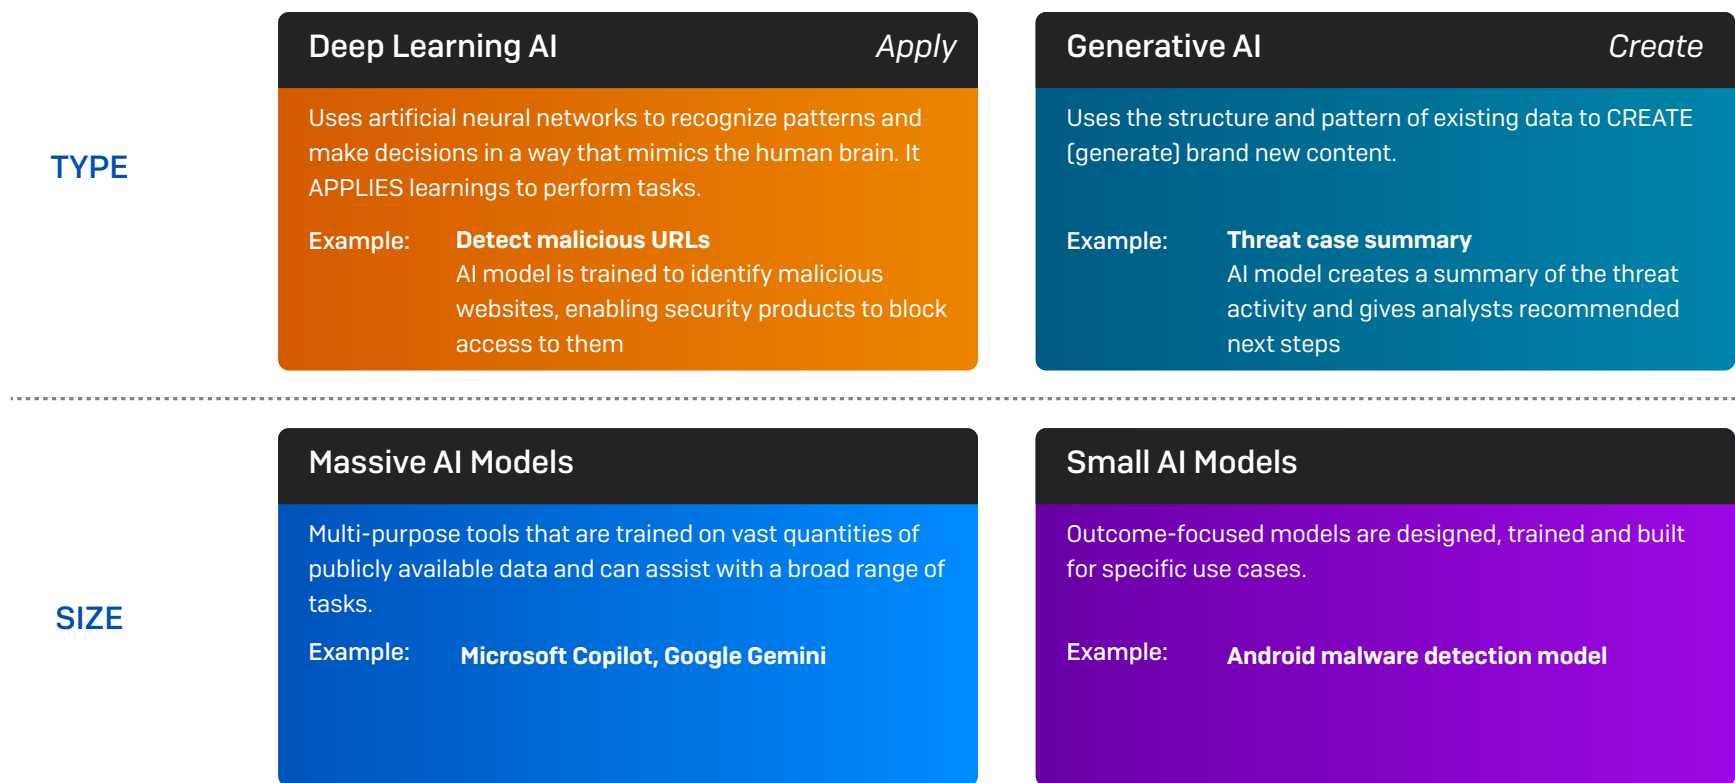 TYPE
Deep Learning AI
Apply
Uses artificial neural networks to recognize patterns and
make decisions in a way that mimics the human brain. It
APPLIES learnings to perform tasks.
Example:
Detect malicious URLs
AI model is trained to identify malicious
websites, enabling security products to block
access to them
Generative AI
Create
Uses the structure and pattern of existing data to CREATE
(generate) brand new content.
Example:
Threat case summary
AI model creates a summary of the threat
activity and gives analysts recommended
next steps
SIZE
Massive AI Models
Multi-purpose tools that are trained on vast quantities of
publicly available data and can assist with a broad range of
tasks.
Example:
Microsoft Copilot, Google Gemini
Small AI Models
Outcome-focused models are designed, trained and built
for specific use cases.
Example:
Android malware detection model